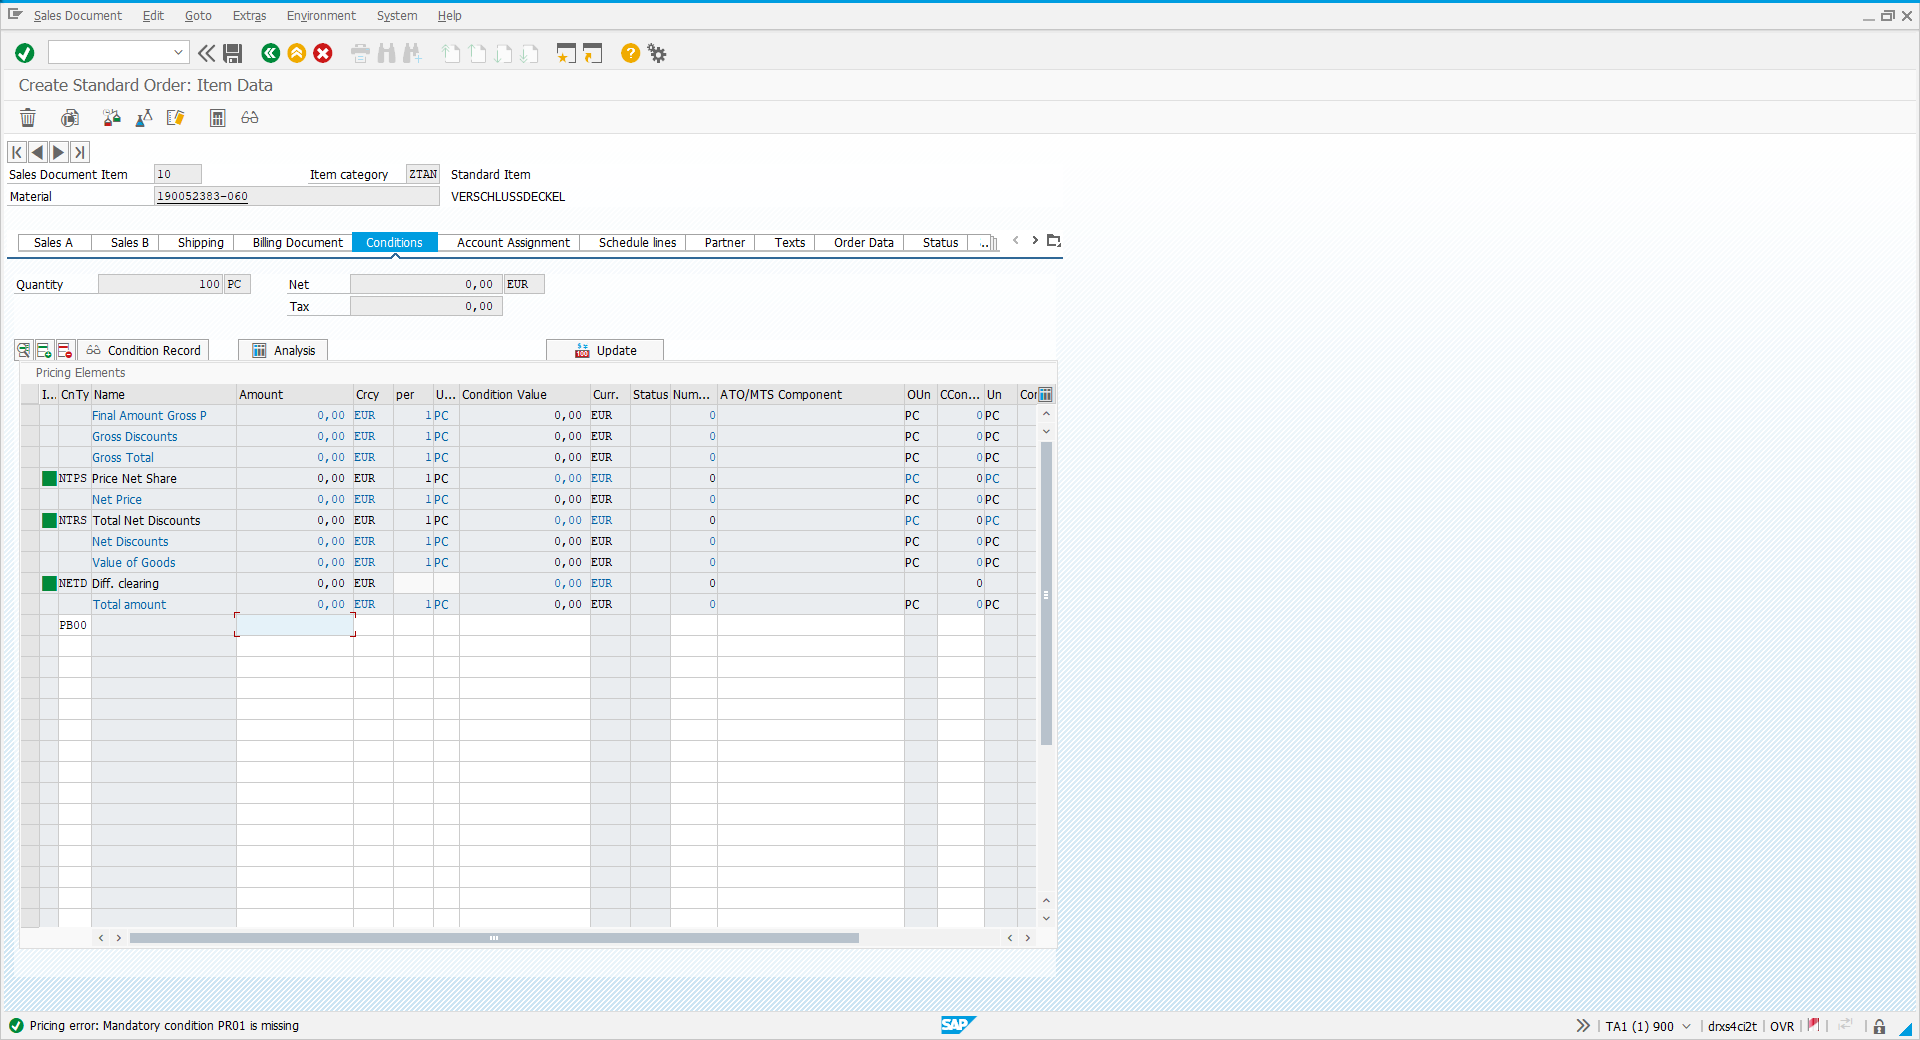 Sales Document Edit Goto Extras Environment System Help
Create Standard Order: Item Data
Sales Document Item 10 Item category ZTAN Standard Item
Material 190052383-060 VERSCHLUSSDECKEL
Sales A Sales B Shipping Billing Document Conditions Account Assignment Schedule lines Partner Texts Order Data Status ..
Quantity 100 PC Net 0,00 EUR
Tax 0,00
Condition Record Analysis Update
Pricing Elements
I... CnTy Name Amount Crcy per U... Condition Value Curr. Status Num... ATO/MTS Component OUn CCon... Un Con
Final Amount Gross P 0,00 EUR 1 PC 0,00 EUR 0 PC 0 PC
Gross Discounts 0,00 EUR 1 PC 0,00 EUR 0 PC 0 PC
Gross Total 0,00 EUR 1 PC 0,00 EUR 0 PC 0 PC
NTPS Price Net Share 0,00 EUR 1 PC 0,00 EUR 0 PC 0 PC
Net Price 0,00 EUR 1 PC 0,00 EUR 0 PC 0 PC
NTRS Total Net Discounts 0,00 EUR 1 PC 0,00 EUR 0 PC 0 PC
Net Discounts 0,00 EUR 1 PC 0,00 EUR 0 PC 0 PC
Value of Goods 0,00 EUR 1 PC 0,00 EUR 0 PC 0 PC
NETD Diff. clearing 0,00 EUR 0,00 EUR 0 0
Total amount 0,00 EUR 1 PC 0,00 EUR 0 PC 0 PC
PB00
Pricing error: Mandatory condition PR01 is missing SAP TA1 (1) 900 drxs4ci2t OVR